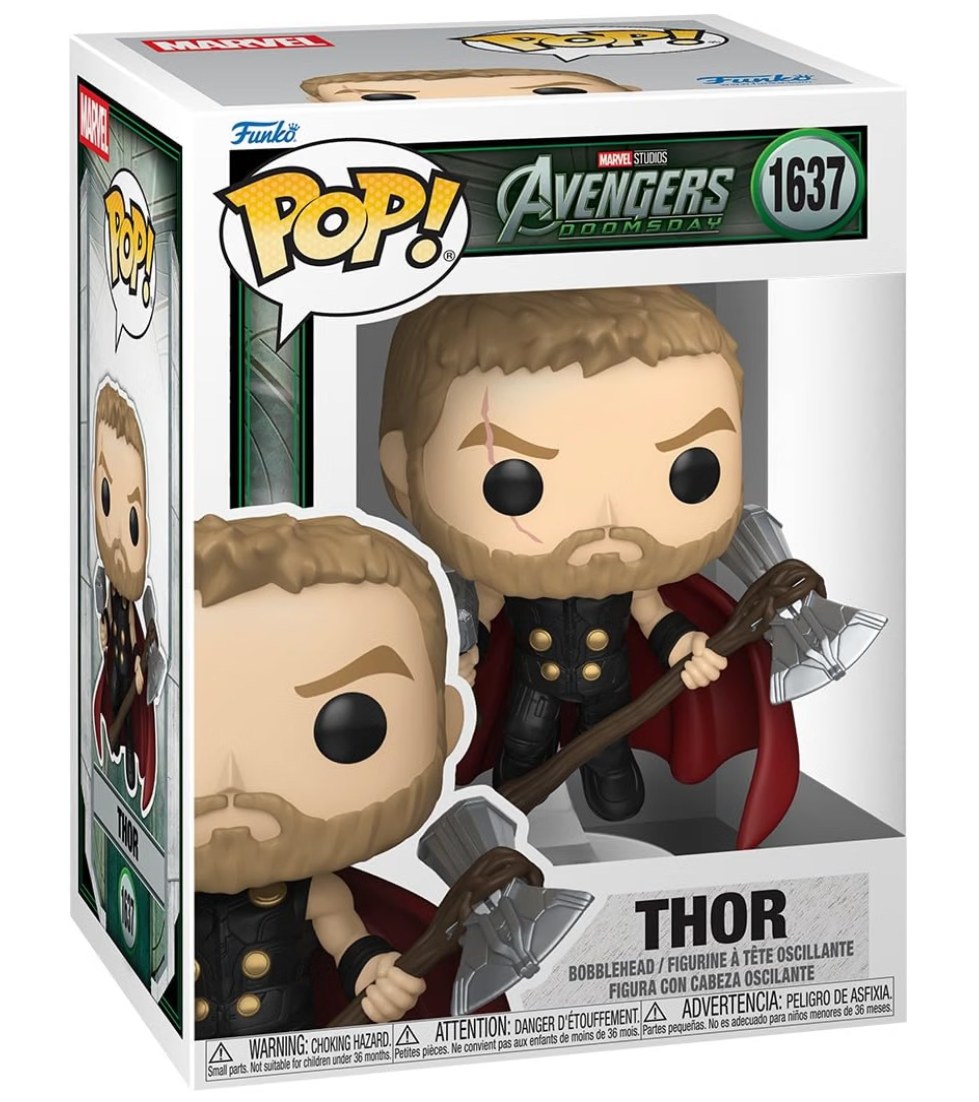 MARVEL
POP!
Funko
MARVEL
Funko
POP!
®
MARVEL STUDIOS
AVENGERS
DOOMSDAY
1637
POP!
THOR
1637
THOR
BOBBLEHEAD / FIGURINE À TÊTE OSCILLANTE
FIGURA CON CABEZA OSCILANTE
WARNING: CHOKING HAZARD.
Small parts. Not suitable for children under 36 months.
ATTENTION: DANGER D'ÉTOUFFEMENT.
Petites pièces. Ne convient pas aux enfants de moins de 36 mois.
ADVERTENCIA: PELIGRO DE ASFIXIA.
Partes pequeñas. No es adecuado para niños menores de 36 meses.